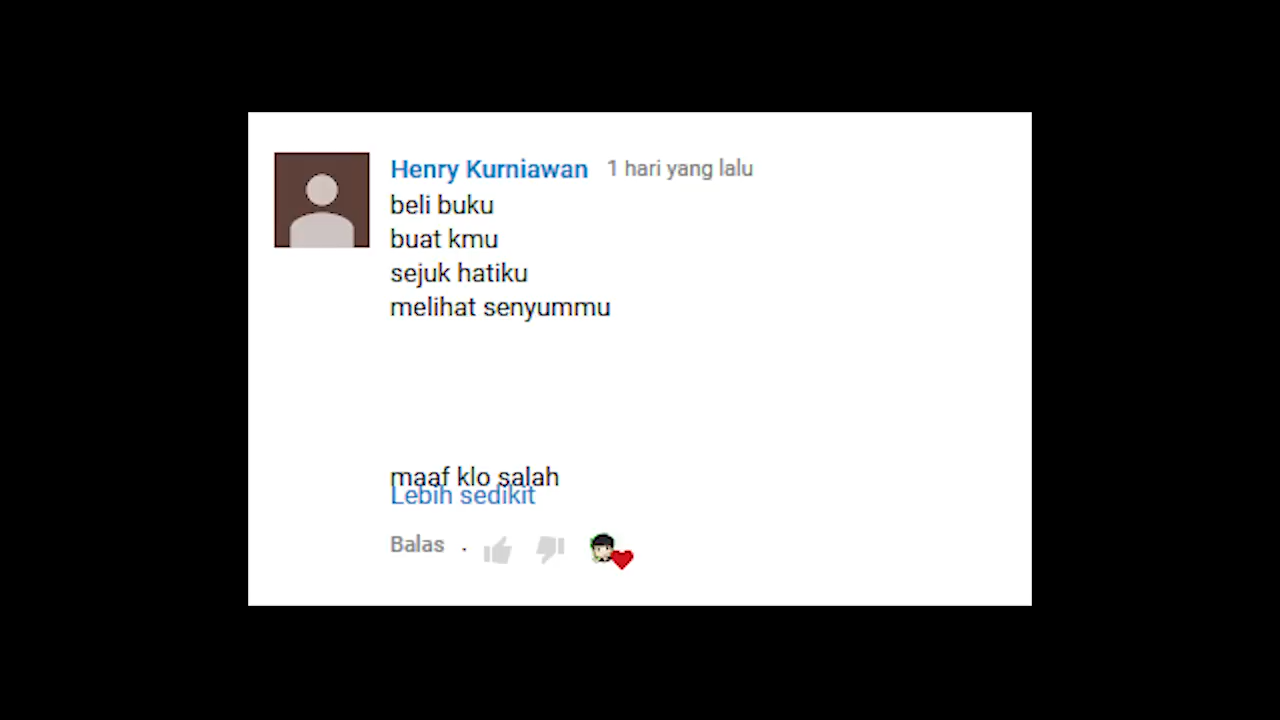 Henry Kurniawan 1 hari yang lalu
beli buku
buat kmu
sejuk hatiku
melihat senyummu
maaf klo salah
Lebih sedikit
Balas .